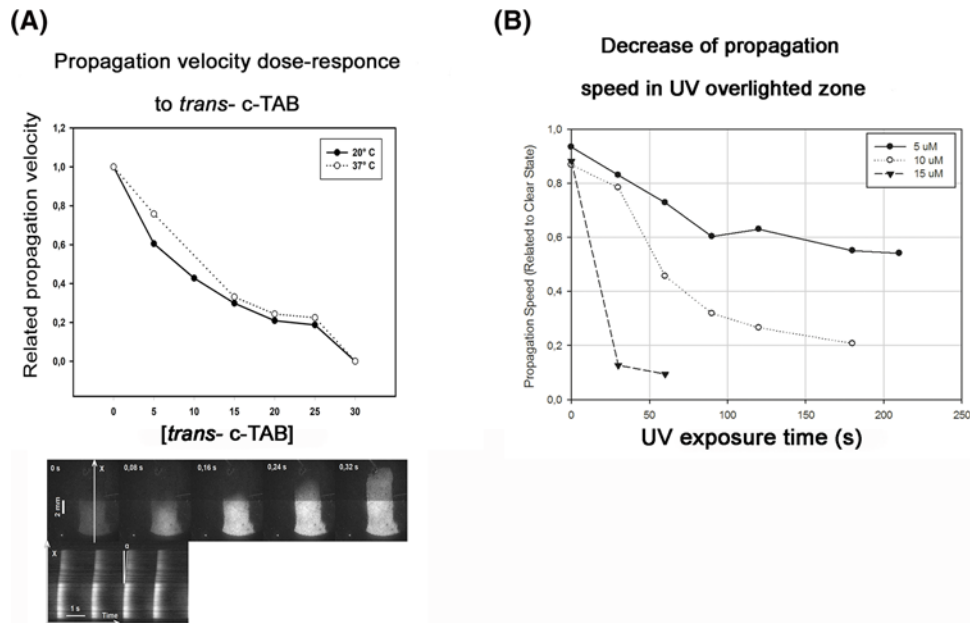 (A)
Propagation velocity dose-responce
to trans- c-TAB
Related propagation velocity
1,2
1,0
0,8
0,6
0,4
0,2
0,0
20° C
37° C
0 5 10 15 20 25 30
[trans- c-TAB]
0 s
X
0,08 s
0,16 s
0,24 s
0,32 s
2 mm
X
1 s
Time
(B)
Decrease of propagation
speed in UV overlighted zone
Propagation Speed (Related to Clear State)
1,0
0,8
0,6
0,4
0,2
0,0
5 uM
10 uM
15 uM
0 50 100 150 200 250
UV exposure time (s)